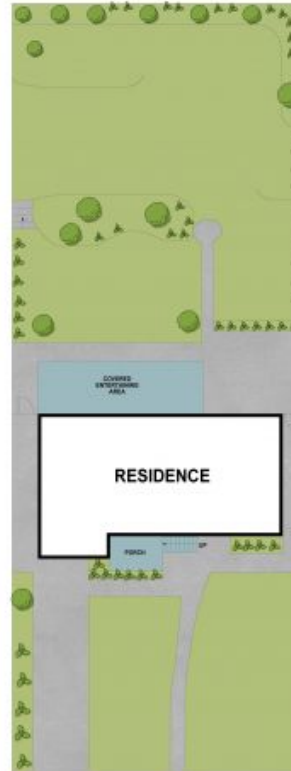 COVERED
ENTERTAINING
AREA
RESIDENCE
PORCH
UP